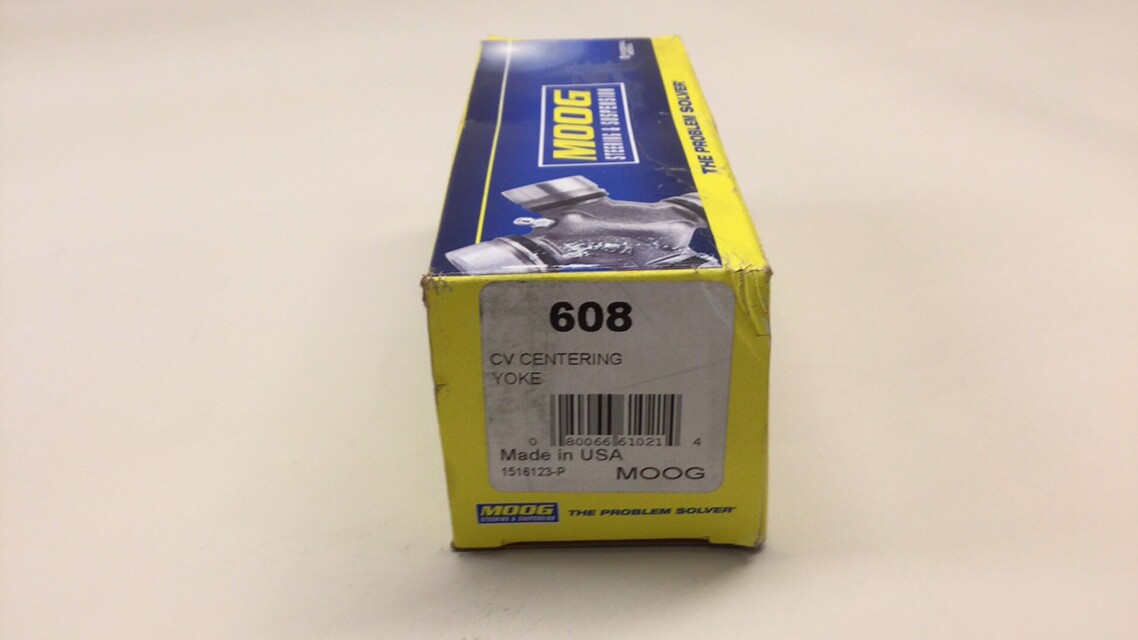 MOOG
STEERING & SUSPENSION
THE PROBLEM SOLVER
608
CV CENTERING
YOKE
0 80066 61021 4
Made in USA
1516123-P MOOG
MOOG
STEERING & SUSPENSION
THE PROBLEM SOLVER